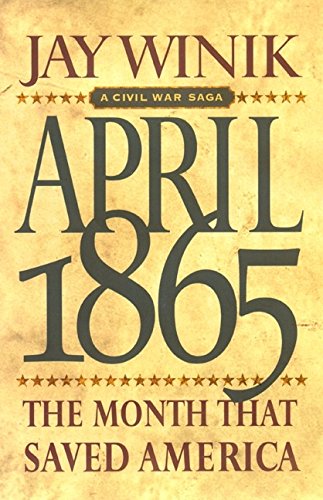 JAY WINIK
A CIVIL WAR SAGA
APRIL
1865
THE MONTH THAT
SAVED AMERICA